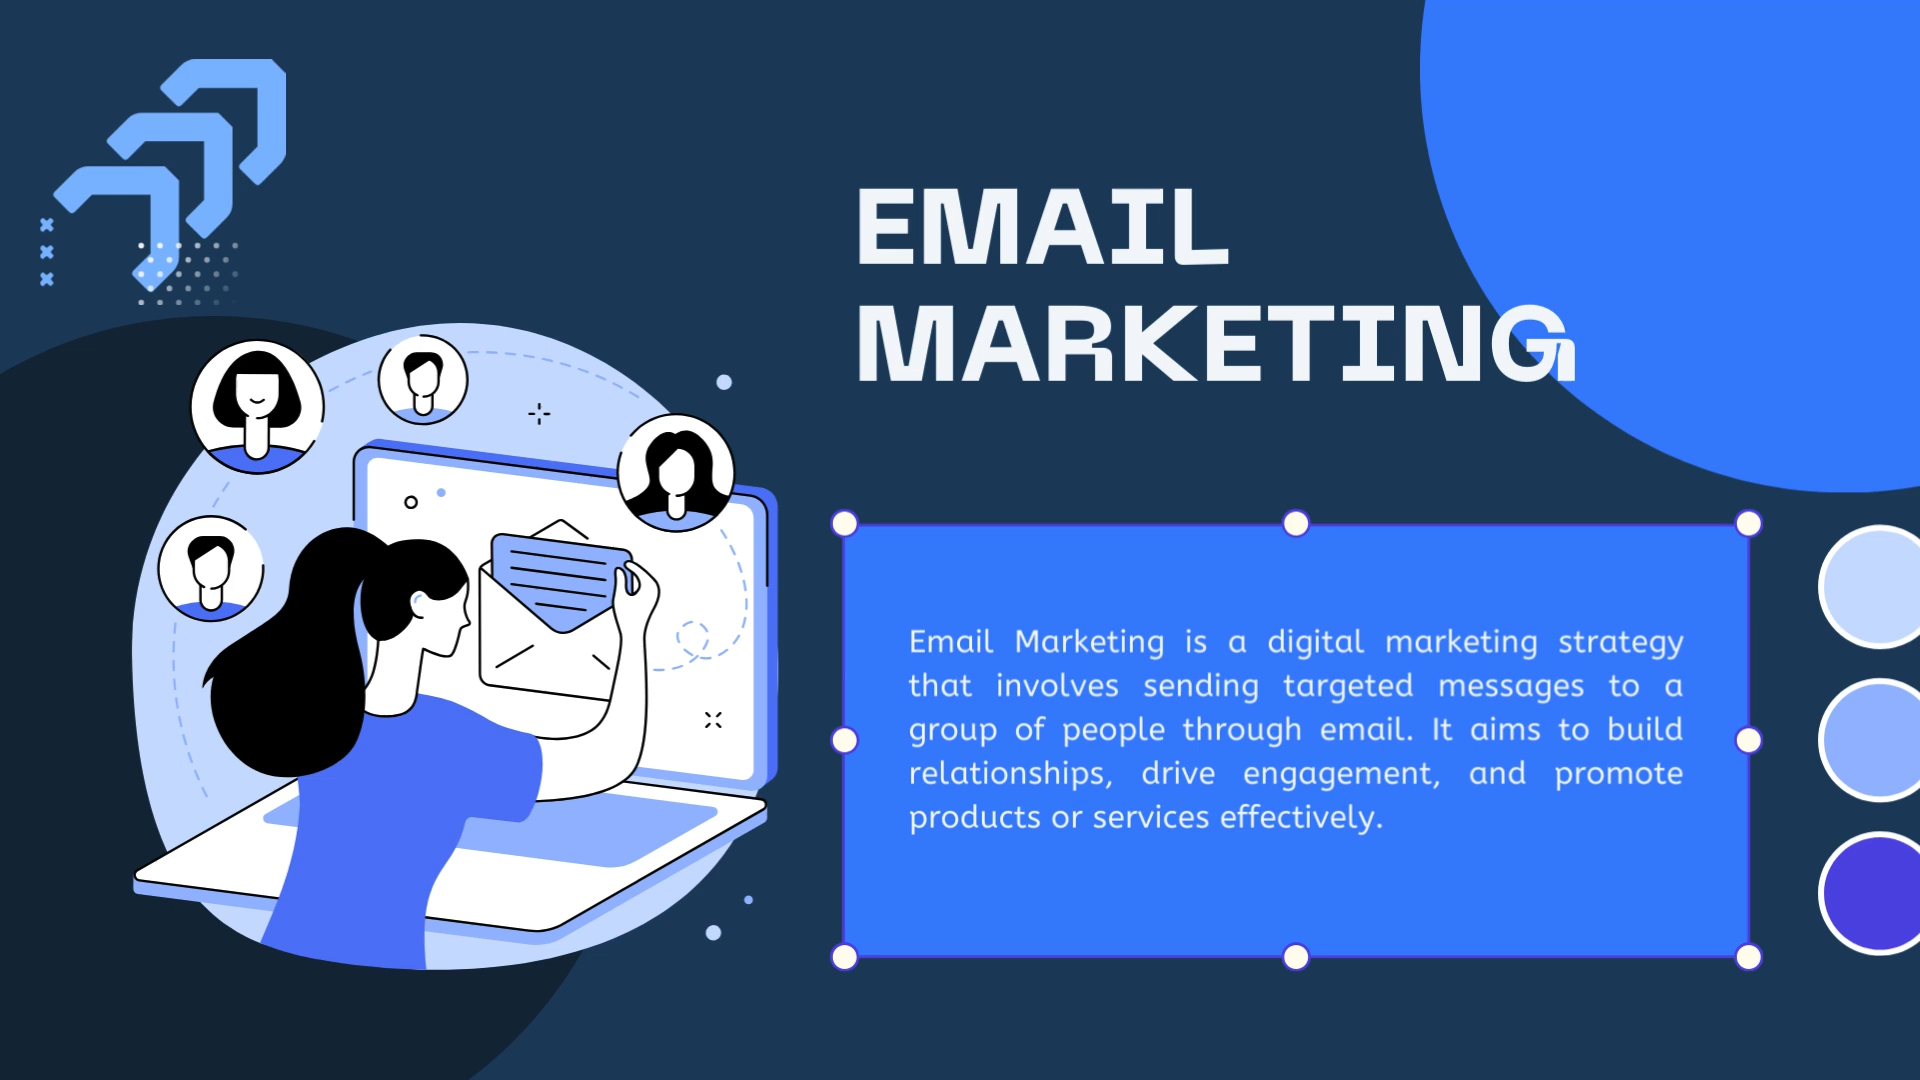 EMAIL
MARKETING
Email Marketing is a digital marketing strategy
that involves sending targeted messages to a
group of people through email. It aims to build
relationships, drive engagement, and promote
products or services effectively.